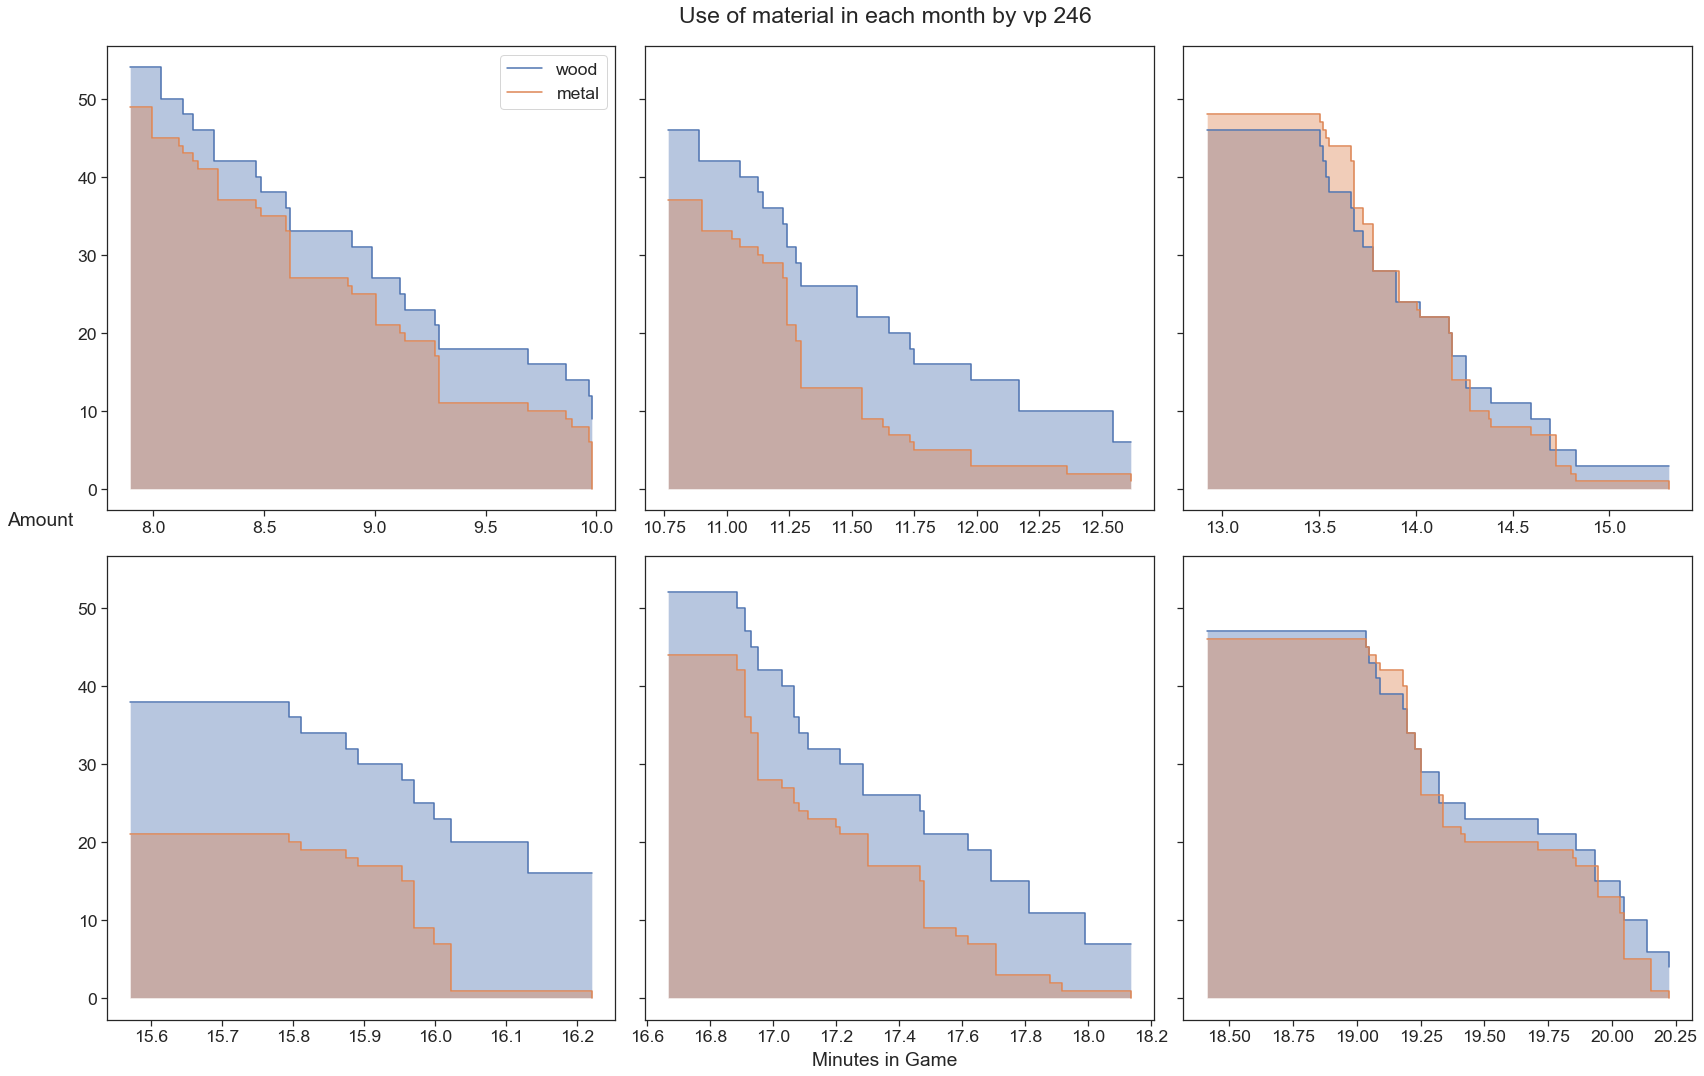 Use of material in each month by vp 246
wood
metal
50
40
30
20
10
0
8.0 8.5 9.0 9.5 10.0
10.75 11.00 11.25 11.50 11.75 12.00 12.25 12.50
13.0 13.5 14.0 14.5 15.0
Amount
50
40
30
20
10
0
15.6 15.7 15.8 15.9 16.0 16.1 16.2
16.6 16.8 17.0 17.2 17.4 17.6 17.8 18.0 18.2
18.50 18.75 19.00 19.25 19.50 19.75 20.00 20.25
Minutes in Game